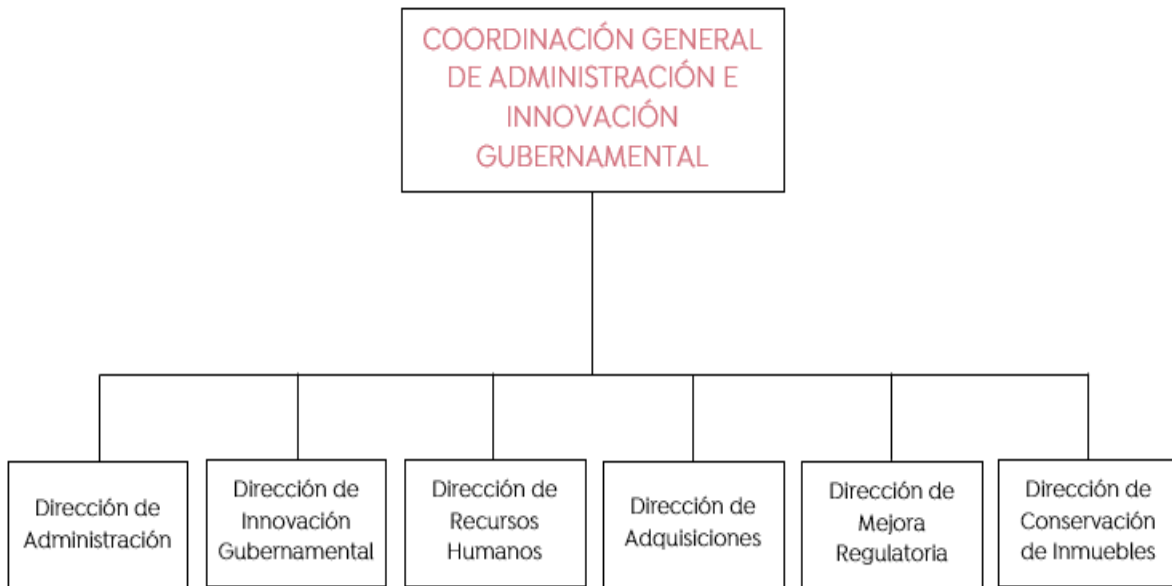 COORDINACIÓN GENERAL
DE ADMINISTRACIÓN E
INNOVACIÓN
GUBERNAMENTAL
Dirección de
Administración
Dirección de
Innovación
Gubernamental
Dirección de
Recursos
Humanos
Dirección de
Adquisiciones
Dirección de
Mejora
Regulatoria
Dirección de
Conservación
de Inmuebles